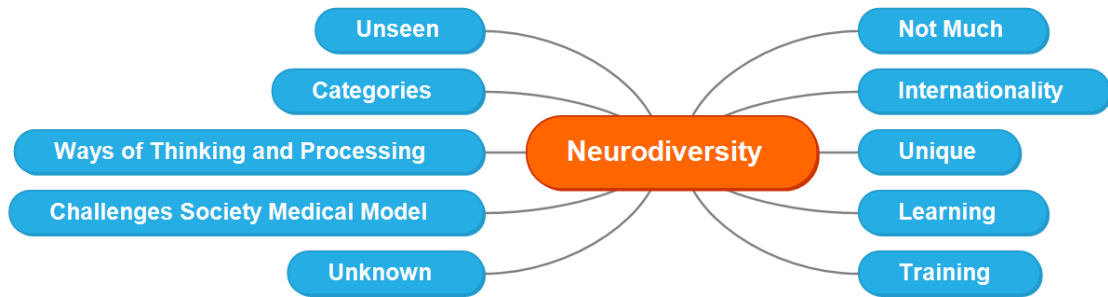 Unseen
Categories
Ways of Thinking and Processing
Challenges Society Medical Model
Unknown
Neurodiversity
Not Much
Internationality
Unique
Learning
Training